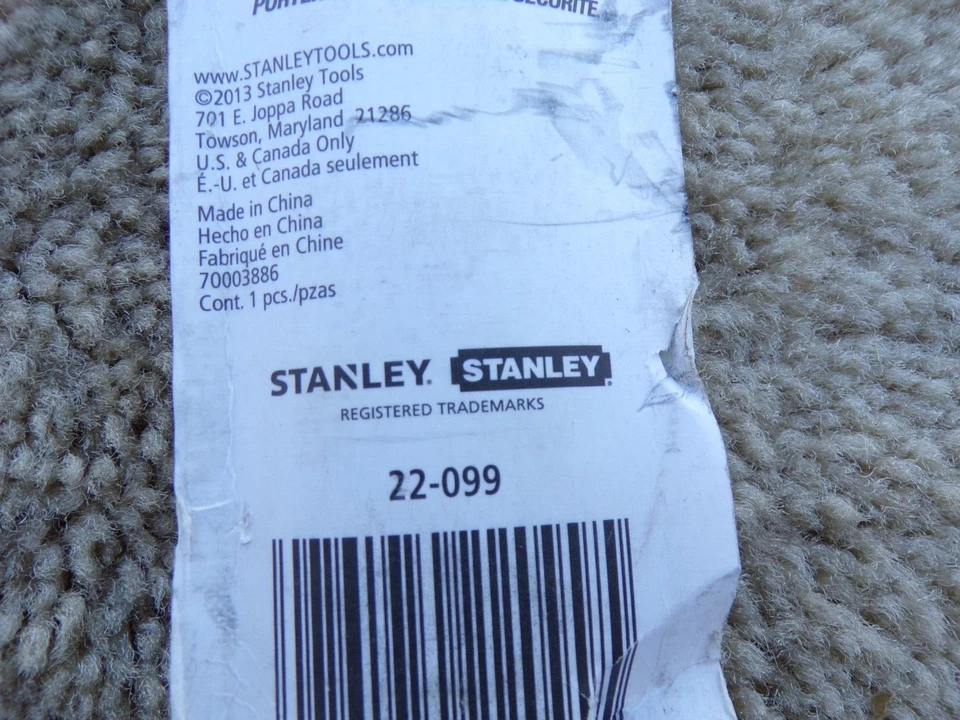 SÉCURITÉ
www.STANLEYTOOLS.com
©2013 Stanley Tools
701 E. Joppa Road
Towson, Maryland 21286
U.S. & Canada Only
É.-U. et Canada seulement
Made in China
Hecho en China
Fabriqué en Chine
70003886
Cont. 1 pcs./pzas
STANLEY® STANLEY®
REGISTERED TRADEMARKS
22-099